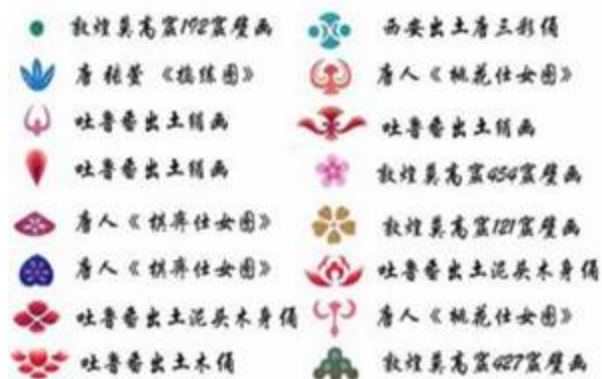 敦煌莫高窟192窟壁画
唐 张萱 《捣练图》
吐鲁番出土绢画
吐鲁番出土绢画
唐人《棋弈仕女图》
唐人《棋弈仕女图》
吐鲁番出土泥头木身俑
吐鲁番出土木俑
西安出土唐三彩俑
唐人《桃花仕女图》
吐鲁番出土绢画
敦煌莫高窟454窟壁画
敦煌莫高窟121窟壁画
吐鲁番出土泥头木身俑
唐人《桃花仕女图》
敦煌莫高窟427窟壁画